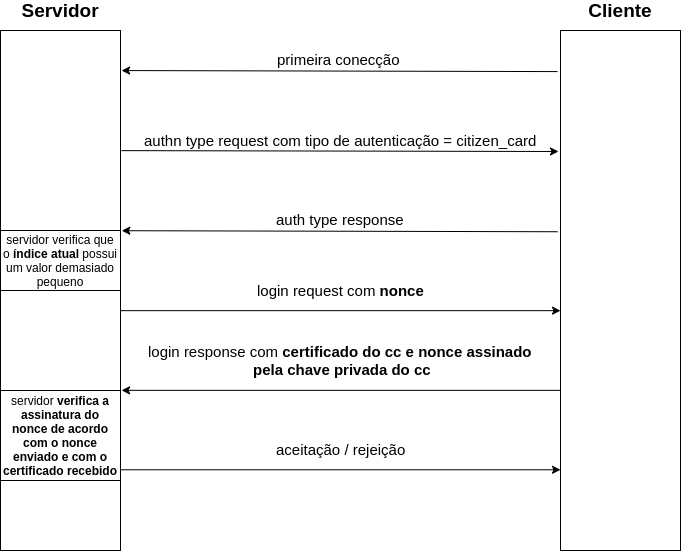 Servidor
Cliente
primeira conecção
authn type request com tipo de autenticação = citizen_card
auth type response
servidor verifica que
o índice atual possui
um valor demasiado
pequeno
login request com nonce
login response com certificado do cc e nonce assinado
pela chave privada do cc
servidor verifica a
assinatura do
nonce de acordo
com o nonce
enviado e com o
certificado recebido
aceitação / rejeição